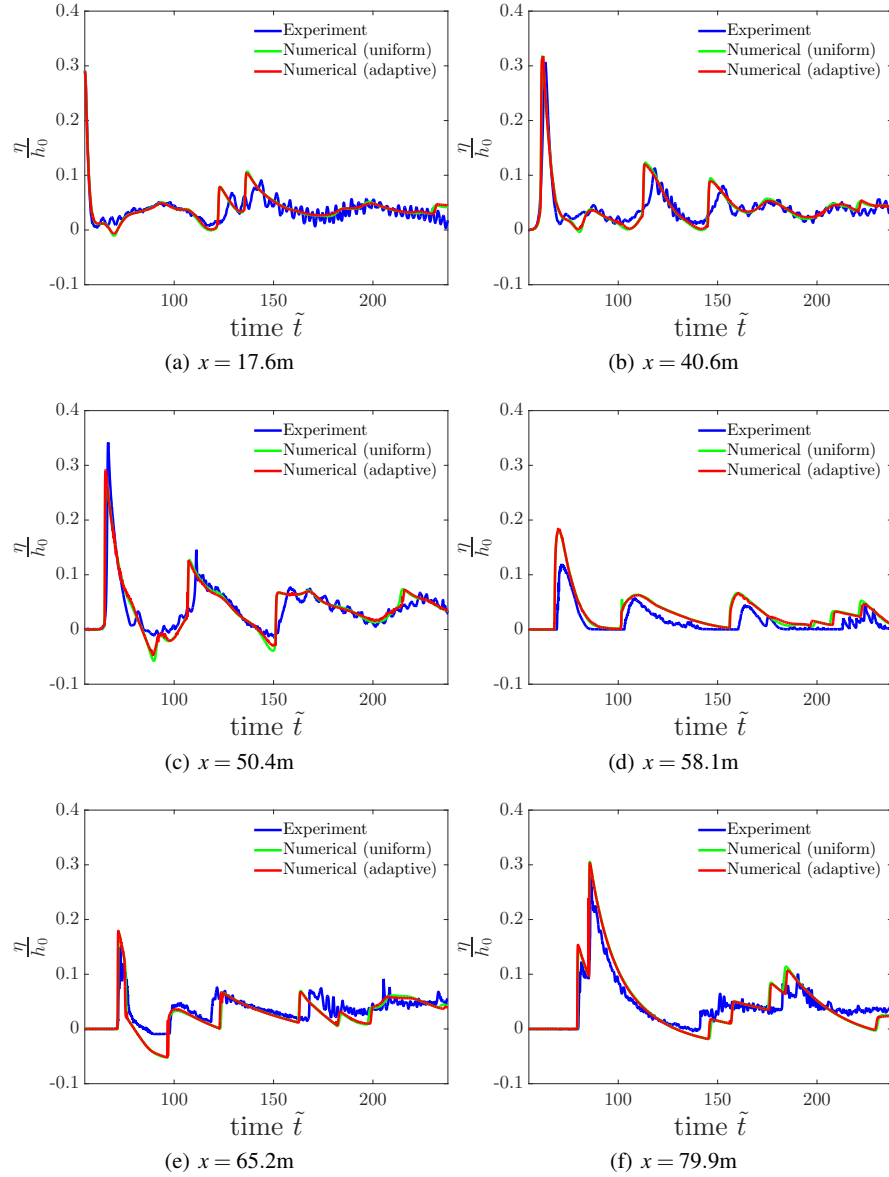 0.4
Experiment
Numerical (uniform)
Numerical (adaptive)
0.3
0.2
η/h₀
0.1
0
-0.1
100 150 200
time t̃
(a) x = 17.6m
0.4
Experiment
Numerical (uniform)
Numerical (adaptive)
0.3
0.2
η/h₀
0.1
0
-0.1
100 150 200
time t̃
(b) x = 40.6m
0.4
Experiment
Numerical (uniform)
Numerical (adaptive)
0.3
0.2
η/h₀
0.1
0
-0.1
100 150 200
time t̃
(c) x = 50.4m
0.4
Experiment
Numerical (uniform)
Numerical (adaptive)
0.3
0.2
η/h₀
0.1
0
-0.1
100 150 200
time t̃
(d) x = 58.1m
0.4
Experiment
Numerical (uniform)
Numerical (adaptive)
0.3
0.2
η/h₀
0.1
0
-0.1
100 150 200
time t̃
(e) x = 65.2m
0.4
Experiment
Numerical (uniform)
Numerical (adaptive)
0.3
0.2
η/h₀
0.1
0
-0.1
100 150 200
time t̃
(f) x = 79.9m